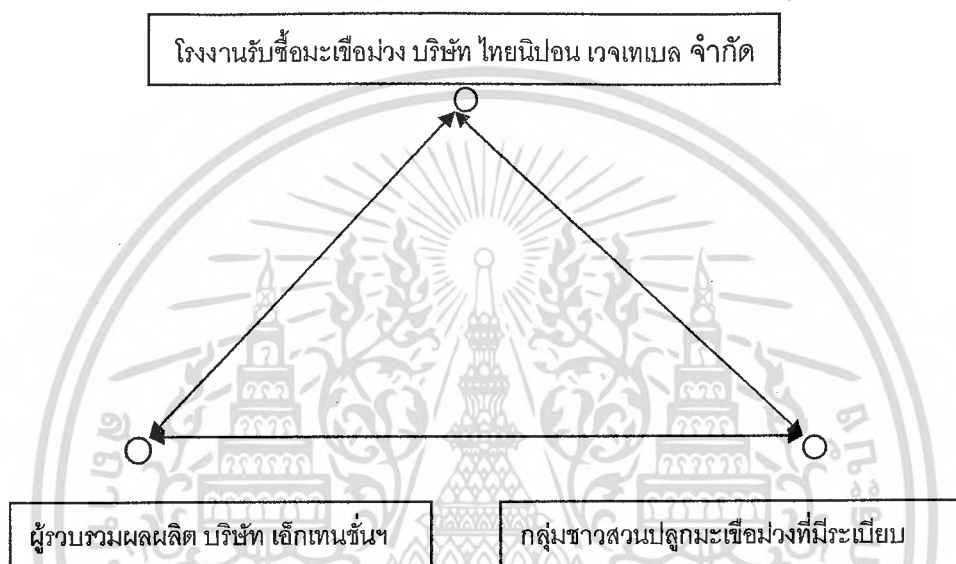 โรงงานรับซื้อมะเขือม่วง บริษัท ไทยนิปอน เวจเทเบล จำกัด
ผู้รวบรวมผลผลิต บริษัท เอ็กเทนชั่นฯ
กลุ่มชาวสวนปลูกมะเขือม่วงที่มีระเบียบ